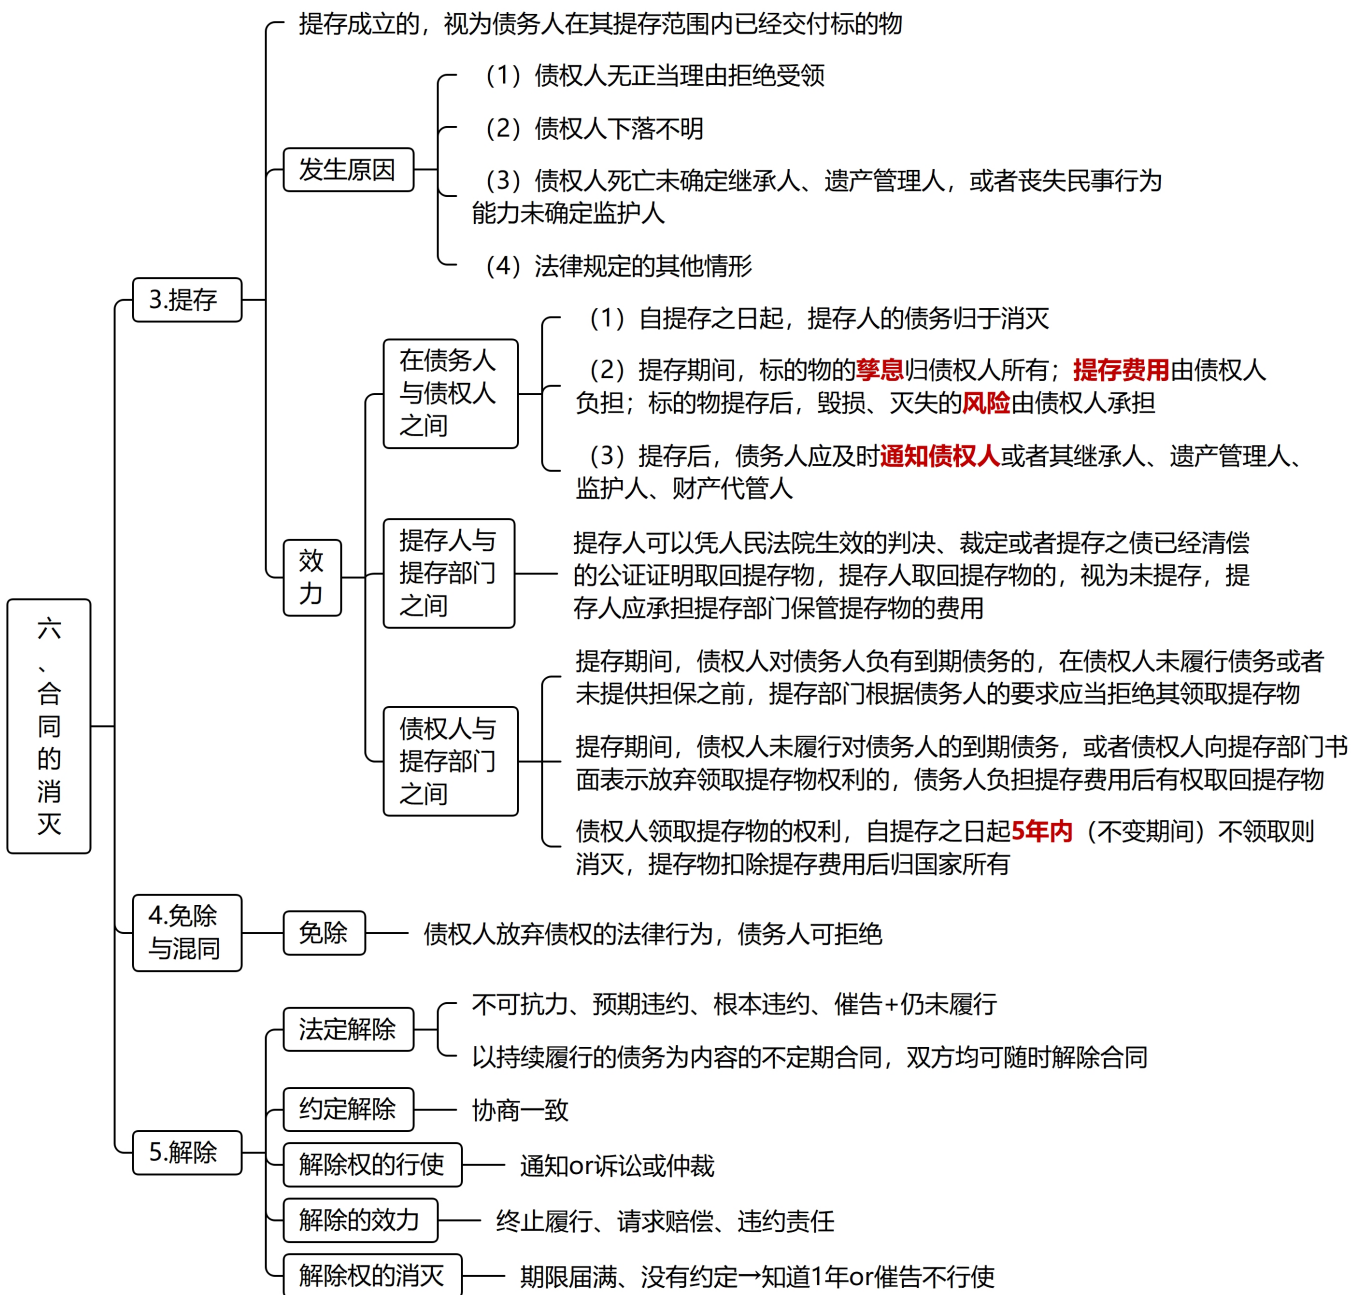 六
、
合
同
的
消
灭
3.提存
提存成立的，视为债务人在其提存范围内已经交付标的物
发生原因
（1）债权人无正当理由拒绝受领
（2）债权人下落不明
（3）债权人死亡未确定继承人、遗产管理人，或者丧失民事行为
能力未确定监护人
（4）法律规定的其他情形
效
力
在债务人
与债权人
之间
（1）自提存之日起，提存人的债务归于消灭
（2）提存期间，标的物的孳息归债权人所有；提存费用由债权人
负担；标的物提存后，毁损、灭失的风险由债权人承担
（3）提存后，债务人应及时通知债权人或者其继承人、遗产管理人、
监护人、财产代管人
提存人与
提存部门
之间
提存人可以凭人民法院生效的判决、裁定或者提存之债已经清偿
的公证证明取回提存物，提存人取回提存物的，视为未提存，提
存人应承担提存部门保管提存物的费用
债权人与
提存部门
之间
提存期间，债权人对债务人负有到期债务的，在债权人未履行债务或者
未提供担保之前，提存部门根据债务人的要求应当拒绝其领取提存物
提存期间，债权人未履行对债务人的到期债务，或者债权人向提存部门书
面表示放弃领取提存物权利的，债务人负担提存费用后有权取回提存物
债权人领取提存物的权利，自提存之日起5年内（不变期间）不领取则
消灭，提存物扣除提存费用后归国家所有
4.免除
与混同
免除
债权人放弃债权的法律行为，债务人可拒绝
5.解除
法定解除
不可抗力、预期违约、根本违约、催告+仍未履行
以持续履行的债务为内容的不定期合同，双方均可随时解除合同
约定解除
协商一致
解除权的行使
通知or诉讼或仲裁
解除的效力
终止履行、请求赔偿、违约责任
解除权的消灭
期限届满、没有约定→知道1年or催告不行使